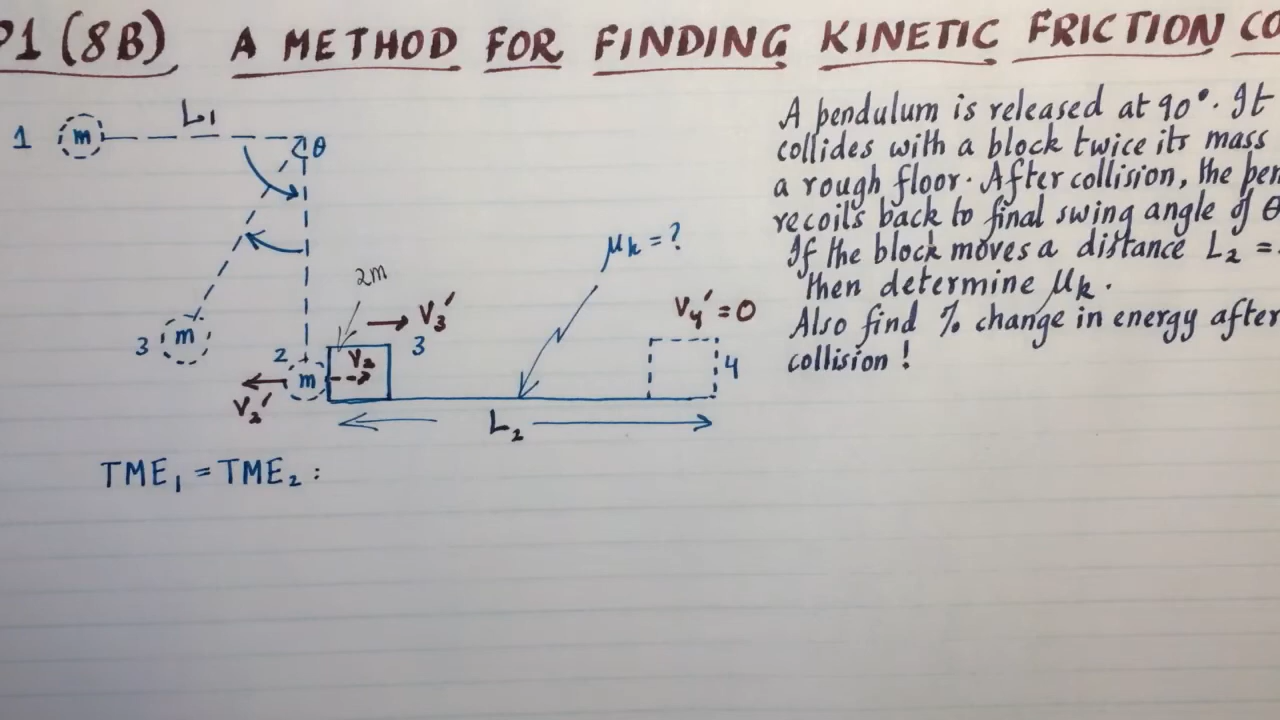 P1 (8B) A METHOD FOR FINDING KINETIC FRICTION CO
A pendulum is released at 90°. It
collides with a block twice its mass
a rough floor. After collision, the pen
recoils back to final swing angle of θ
If the block moves a distance L₂ =
then determine μₖ.
Also find % change in energy after
collision!
L₁
1 m
θ
μₖ = ?
2m
V₃'
3
V₄' = 0
3 m
2
m
V₂
4
V₂'
L₂
TME₁ = TME₂ :